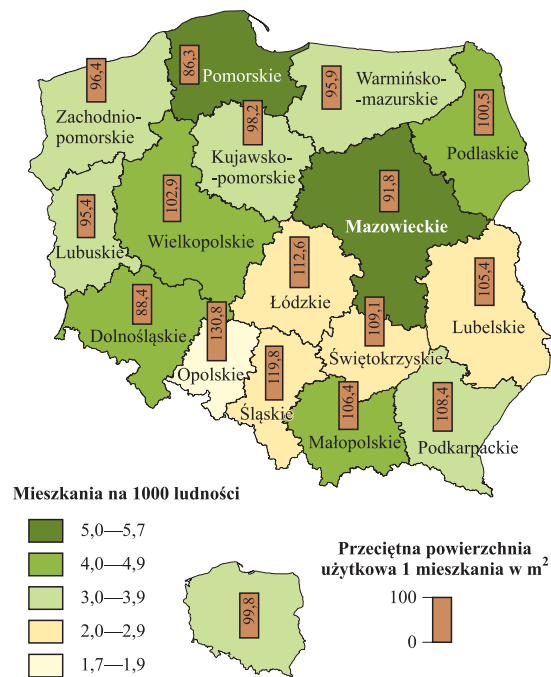 96,4
Zachodnio-
pomorskie
86,3
Pomorskie
95,9
Warmińsko-
-mazurskie
100,5
Podlaskie
98,2
Kujawsko-
-pomorskie
95,4
Lubuskie
102,9
Wielkopolskie
91,8
Mazowieckie
112,6
Łódzkie
105,4
Lubelskie
88,4
Dolnośląskie
130,8
Opolskie
119,8
Śląskie
109,1
Świętokrzyskie
106,4
Małopolskie
108,4
Podkarpackie
Mieszkania na 1000 ludności
5,0—5,7
4,0—4,9
3,0—3,9
2,0—2,9
1,7—1,9
99,8
Przeciętna powierzchnia
użytkowa 1 mieszkania w m²
100
0